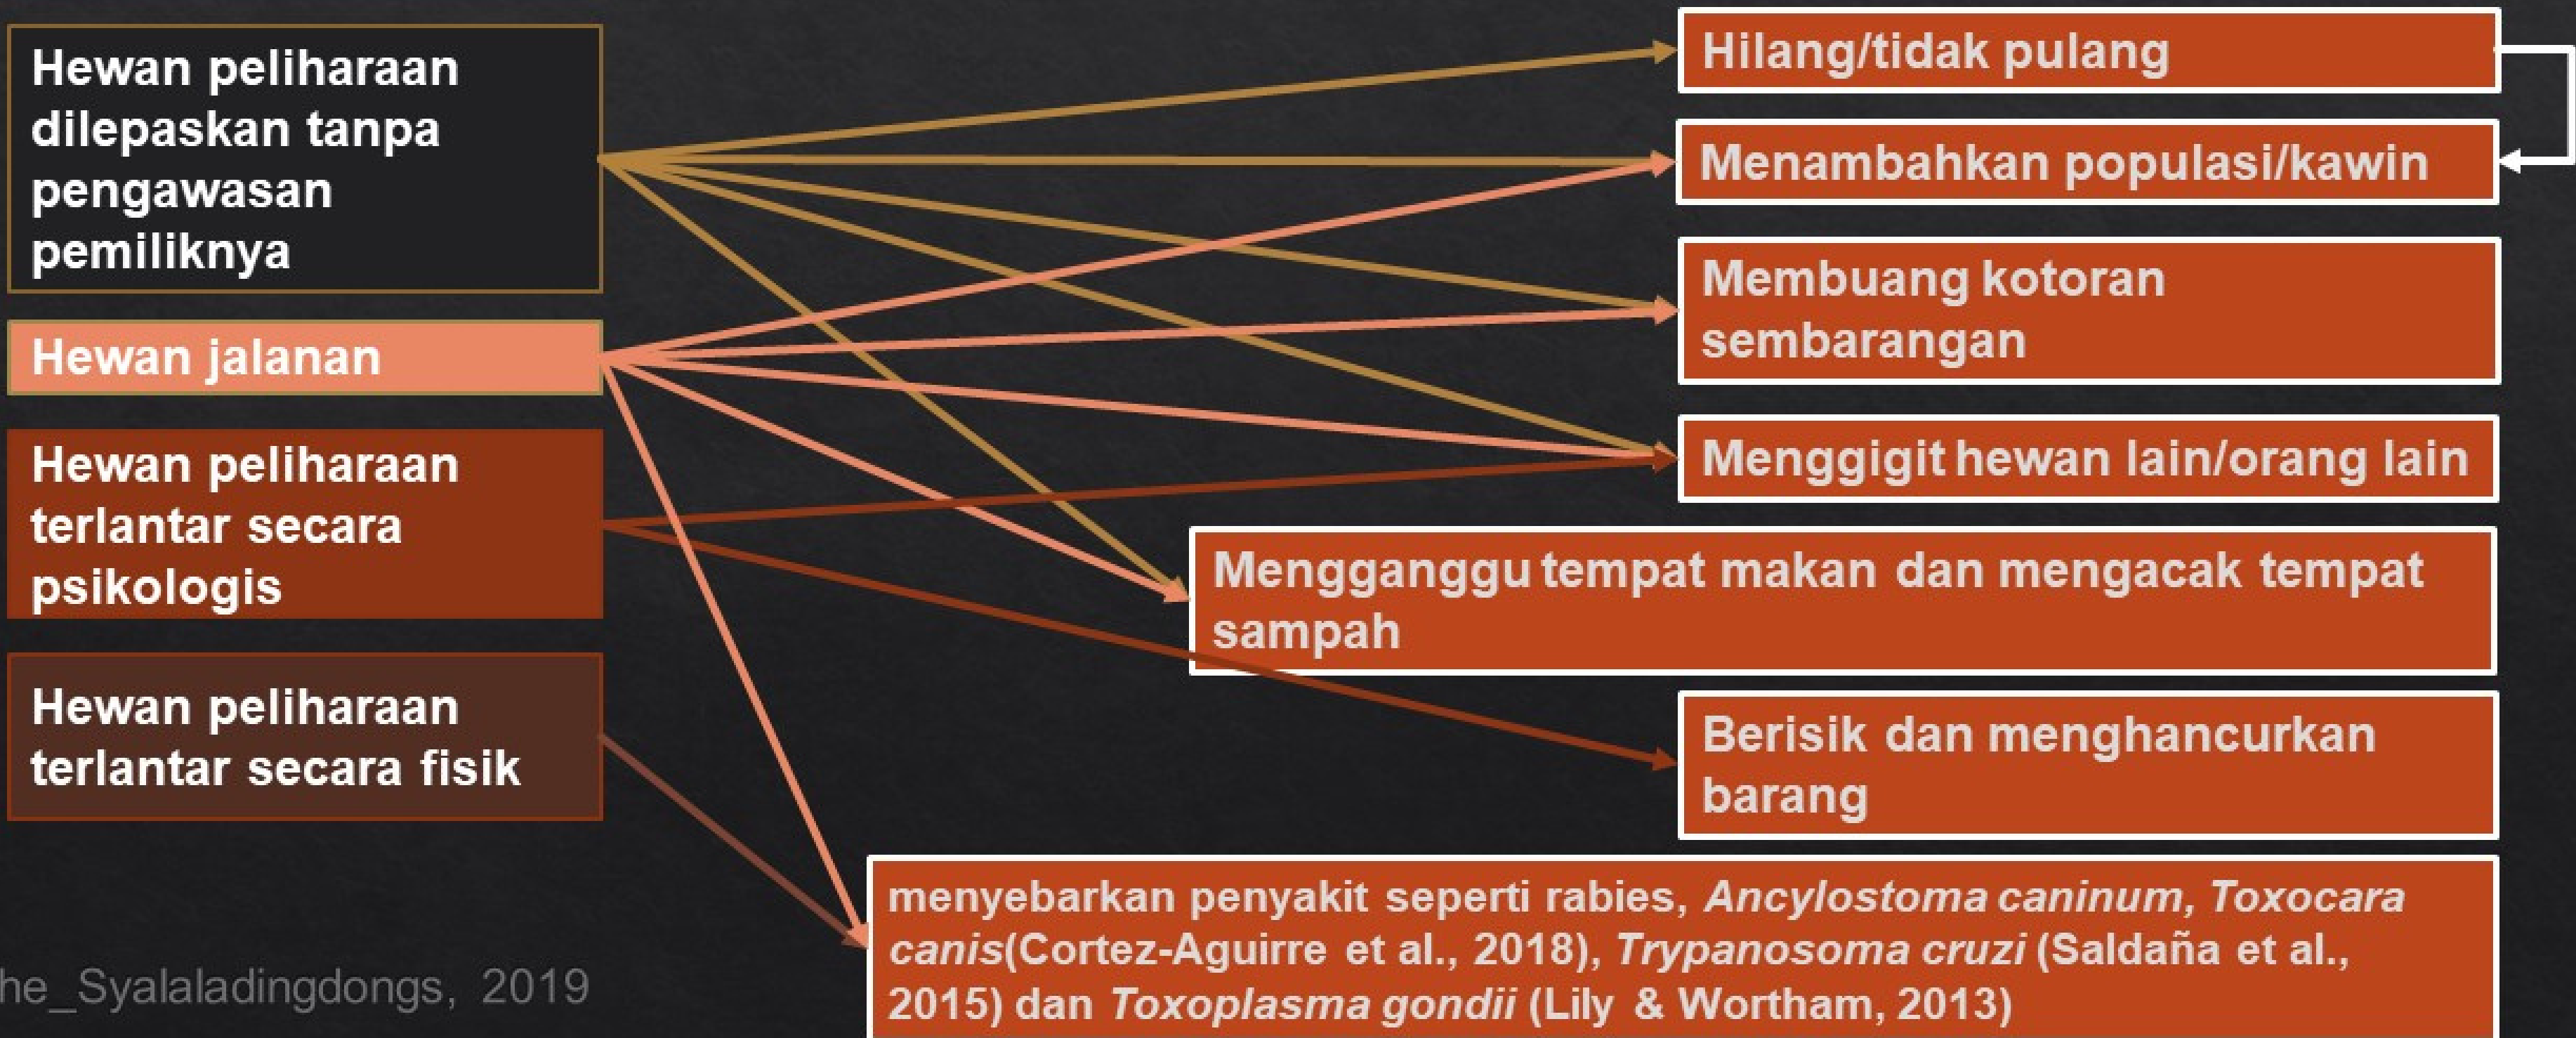 Hewan peliharaan
dilepaskan tanpa
pengawasan
pemiliknya
Hewan jalanan
Hewan peliharaan
terlantar secara
psikologis
Hewan peliharaan
terlantar secara fisik
Hilang/tidak pulang
Menambahkan populasi/kawin
Membuang kotoran
sembarangan
Menggigit hewan lain/orang lain
Mengganggu tempat makan dan mengacak tempat
sampah
Berisik dan menghancurkan
barang
menyebarkan penyakit seperti rabies, Ancylostoma caninum, Toxocara
canis(Cortez-Aguirre et al., 2018), Trypanosoma cruzi (Saldaña et al.,
2015) dan Toxoplasma gondii (Lily & Wortham, 2013)
he_Syalaladingdongs, 2019